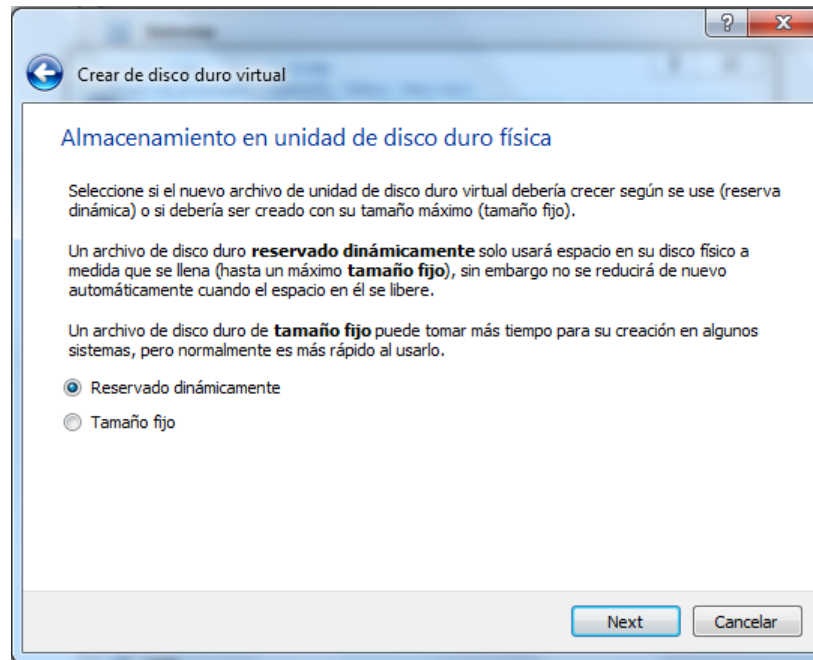 Crear de disco duro virtual
Almacenamiento en unidad de disco duro física
Seleccione si el nuevo archivo de unidad de disco duro virtual debería crecer según se use (reserva
dinámica) o si debería ser creado con su tamaño máximo (tamaño fijo).
Un archivo de disco duro reservado dinámicamente solo usará espacio en su disco físico a
medida que se llena (hasta un máximo tamaño fijo), sin embargo no se reducirá de nuevo
automáticamente cuando el espacio en él se libere.
Un archivo de disco duro de tamaño fijo puede tomar más tiempo para su creación en algunos
sistemas, pero normalmente es más rápido al usarlo.
Reservado dinámicamente
Tamaño fijo
Next
Cancelar